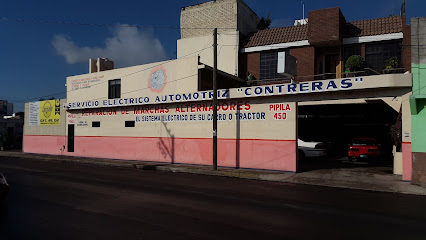 SERVICIO ELECTRICO AUTOMOTRIZ "CONTRERAS"
REPARACION DE MARCHAS ALTERNADORES
EL SISTEMA ELECTRICO DE SU CARRO O TRACTOR
PIPILA
450